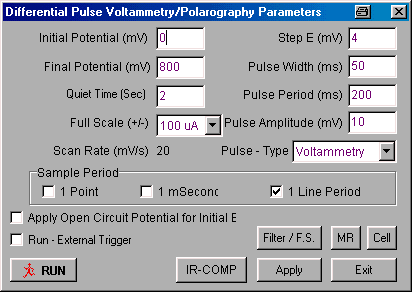 Differential Pulse Voltammetry/Polarography Parameters
Initial Potential (mV) 0 Step E (mV) 4
Final Potential (mV) 800 Pulse Width (ms) 50
Quiet Time (Sec) 2 Pulse Period (ms) 200
Full Scale (+/-) 100 uA Pulse Amplitude (mV) 10
Scan Rate (mV/s) 20 Pulse - Type Voltammetry
Sample Period
1 Point 1 mSecond 1 Line Period
Apply Open Circuit Potential for Initial E
Run - External Trigger Filter / F.S. MR Cell
RUN IR-COMP Apply Exit